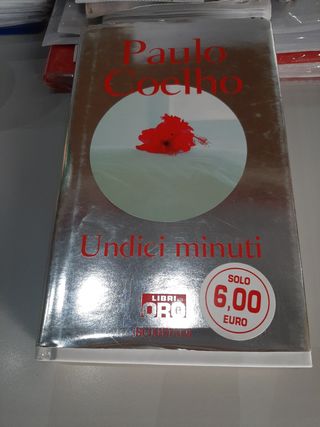 Paulo
Coelho
Undici minuti
LIBRI
ORO
SOLO
6,00
EURO